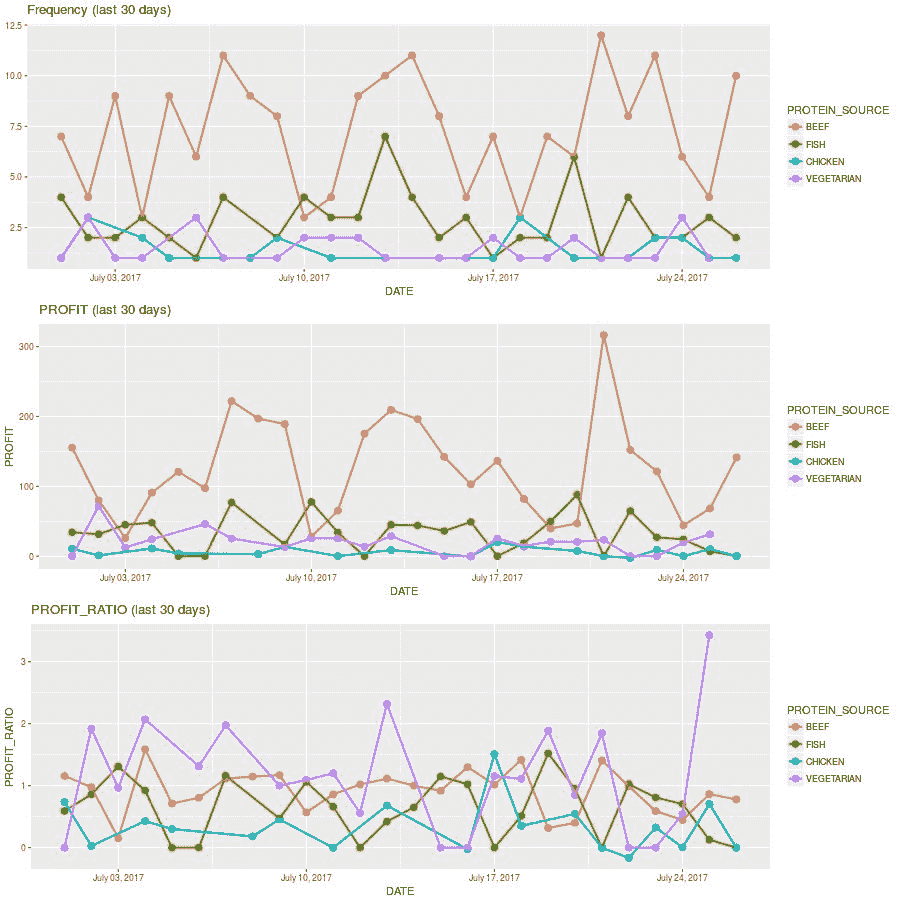 Frequency (last 30 days)
12.5
10.0
7.5
5.0
2.5
July 03, 2017
July 10, 2017
July 17, 2017
July 24, 2017
DATE
PROTEIN_SOURCE
BEEF
FISH
CHICKEN
VEGETARIAN
PROFIT (last 30 days)
PROFIT
300
200
100
0
July 03, 2017
July 10, 2017
July 17, 2017
July 24, 2017
DATE
PROTEIN_SOURCE
BEEF
FISH
CHICKEN
VEGETARIAN
PROFIT_RATIO (last 30 days)
PROFIT_RATIO
3
2
1
0
July 03, 2017
July 10, 2017
July 17, 2017
July 24, 2017
DATE
PROTEIN_SOURCE
BEEF
FISH
CHICKEN
VEGETARIAN